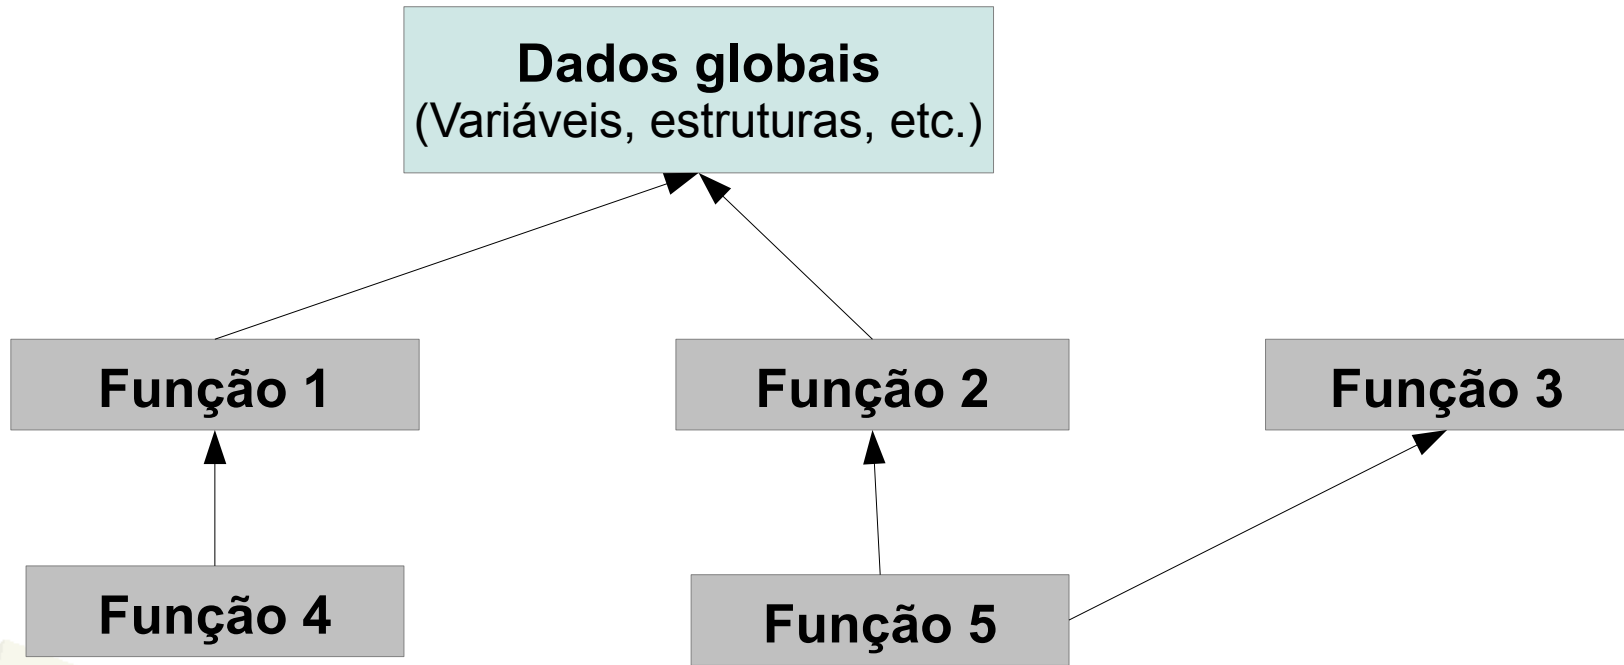 Dados globais
(Variáveis, estruturas, etc.)
Função 1
Função 2
Função 3
Função 4
Função 5